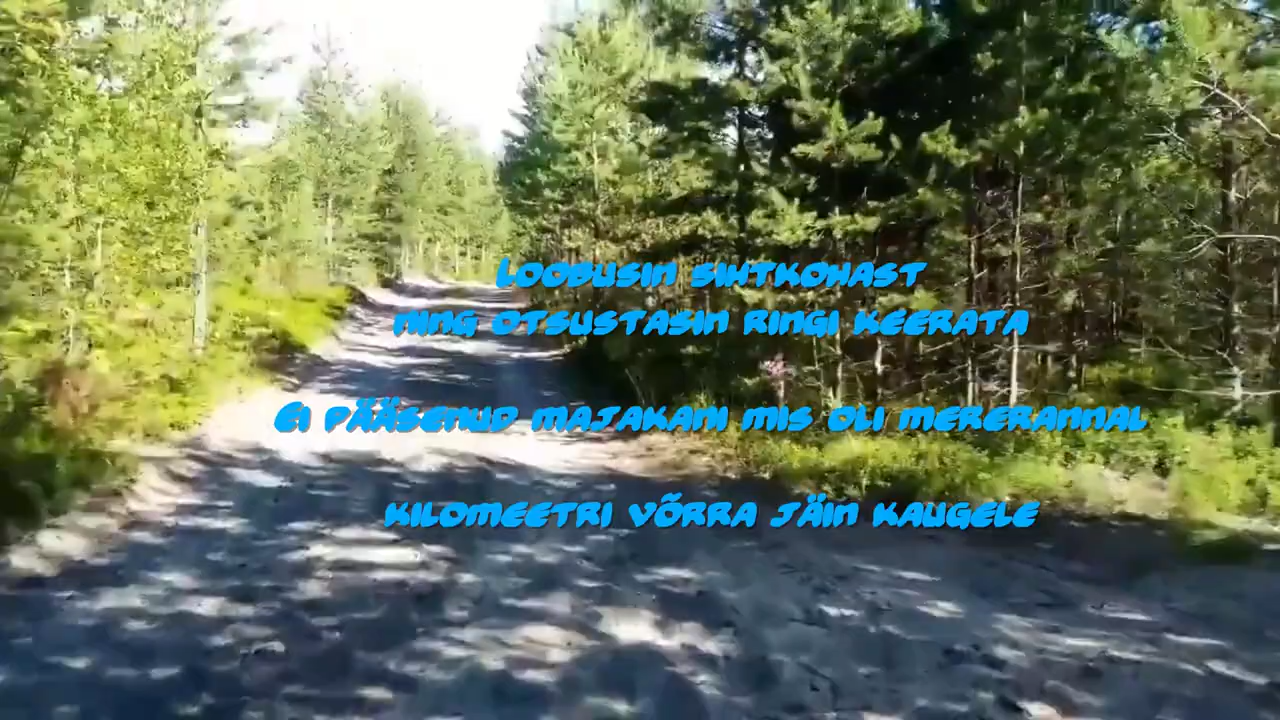 Loobusin sihtkohast
ning otsustasin ringi keerata
Ei pääsenud majakani mis oli mererannal
kilomeetri võrra jäin kaugele